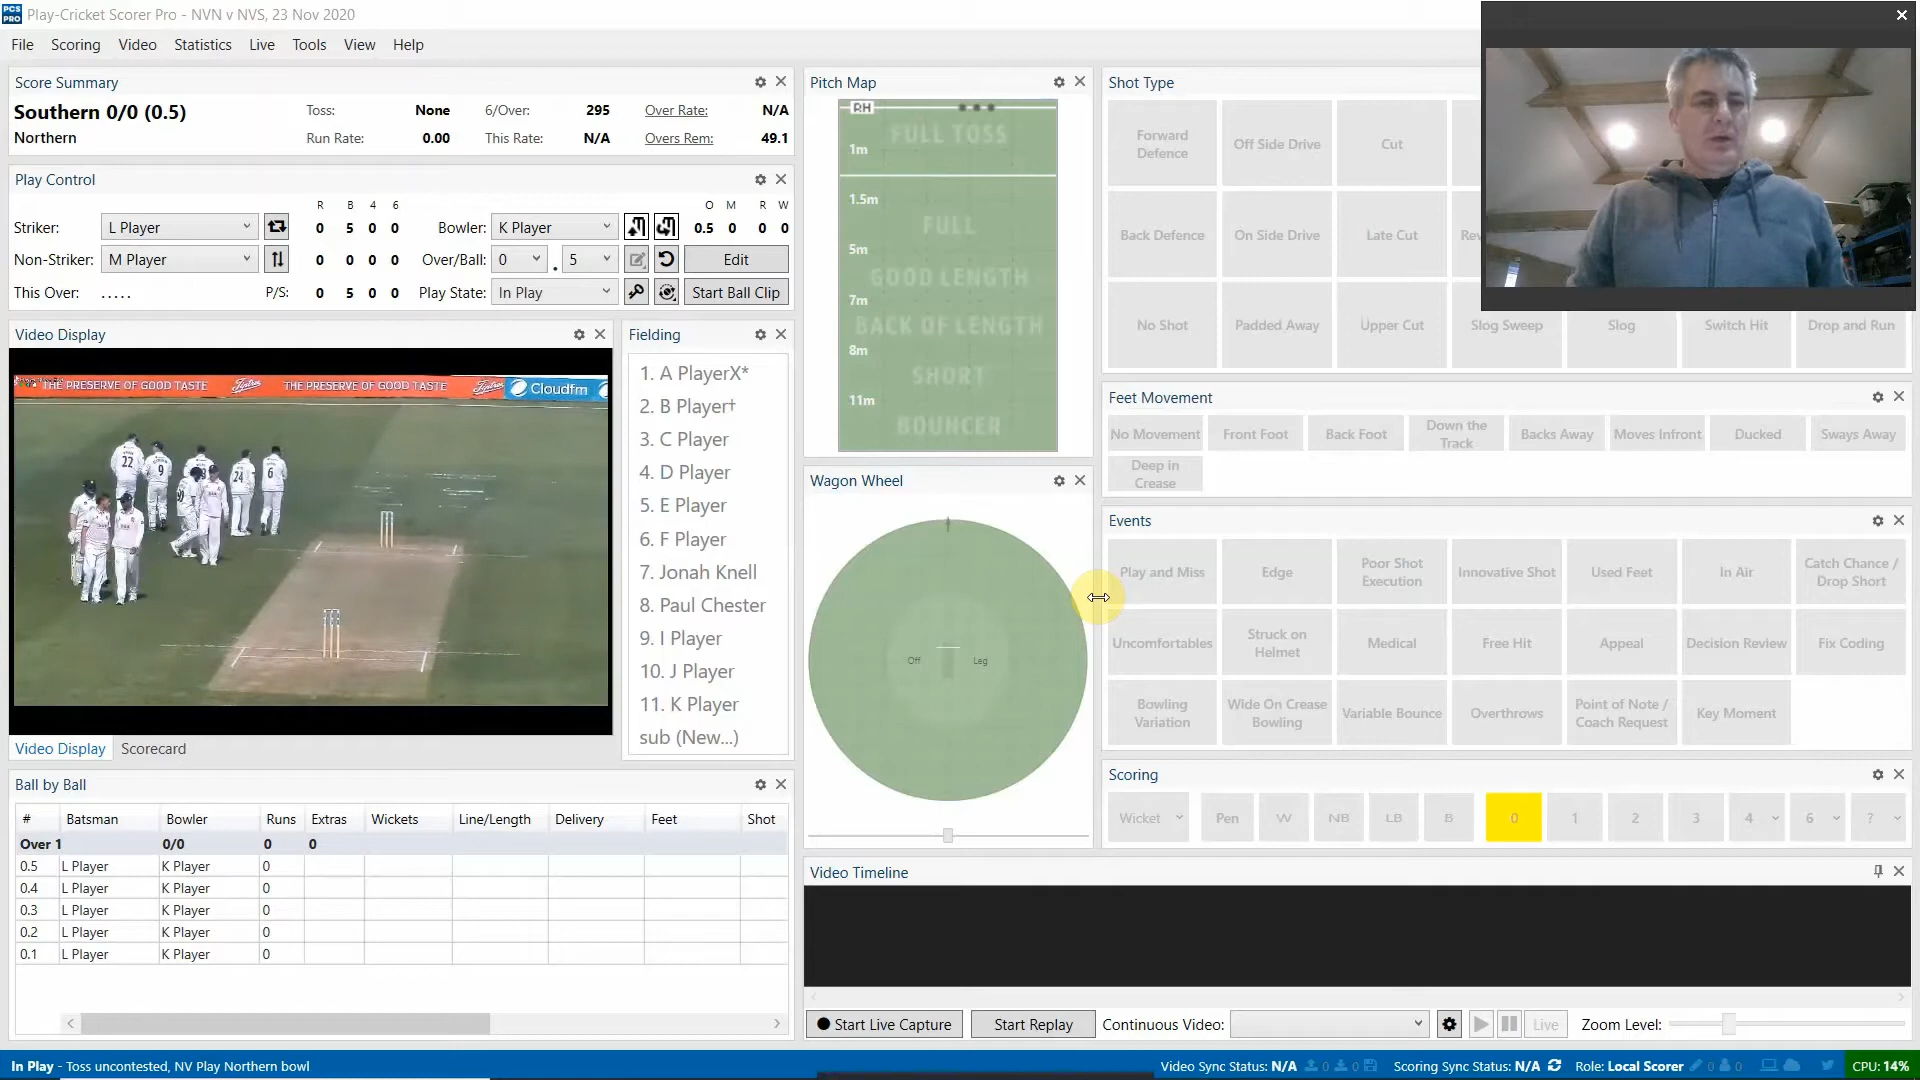 Play-Cricket Scorer Pro - NVN v NVS, 23 Nov 2020
File Scoring Video Statistics Live Tools View Help
Score Summary
Southern 0/0 (0.5) Toss: None 6/Over: 295 Over Rate: N/A
Northern Run Rate: 0.00 This Rate: N/A Overs Rem: 49.1
Play Control
R B 4 6 O M R W
Striker: L Player 0 5 0 0 Bowler: K Player 0.5 0 0 0
Non-Striker: M Player 0 0 0 0 Over/Ball: 0 . 5 Edit
This Over: ..... P/S: 0 5 0 0 Play State: In Play Start Ball Clip
Video Display
THE PRESERVE OF GOOD TASTE Tiptree THE PRESERVE OF GOOD TASTE Tiptree Cloudfm
22 9 24 6
Video Display Scorecard
Fielding
1. A PlayerX*
2. B Player†
3. C Player
4. D Player
5. E Player
6. F Player
7. Jonah Knell
8. Paul Chester
9. I Player
10. J Player
11. K Player
sub (New...)
Ball by Ball
# Batsman Bowler Runs Extras Wickets Line/Length Delivery Feet Shot
Over 1 0/0 0 0
0.5 L Player K Player 0
0.4 L Player K Player 0
0.3 L Player K Player 0
0.2 L Player K Player 0
0.1 L Player K Player 0
Pitch Map
RH
FULL TOSS
1m
1.5m
FULL
5m
GOOD LENGTH
7m
BACK OF LENGTH
8m
SHORT
11m
BOUNCER
Wagon Wheel
Off Leg
Shot Type
Forward Defence Off Side Drive Cut
Back Defence On Side Drive Late Cut Rev
No Shot Padded Away Upper Cut Slog Sweep Slog Switch Hit Drop and Run
Feet Movement
No Movement Front Foot Back Foot Down the Track Backs Away Moves Infront Ducked Sways Away
Deep in Crease
Events
Play and Miss Edge Poor Shot Execution Innovative Shot Used Feet In Air Catch Chance / Drop Short
Uncomfortables Struck on Helmet Medical Free Hit Appeal Decision Review Fix Coding
Bowling Variation Wide On Crease Bowling Variable Bounce Overthrows Point of Note / Coach Request Key Moment
Scoring
Wicket Pen W NB LB B 0 1 2 3 4 6 ?
Video Timeline
Start Live Capture Start Replay Continuous Video: Live Zoom Level:
In Play - Toss uncontested, NV Play Northern bowl Video Sync Status: N/A 0 0 Scoring Sync Status: N/A Role: Local Scorer 0 0 CPU: 14%